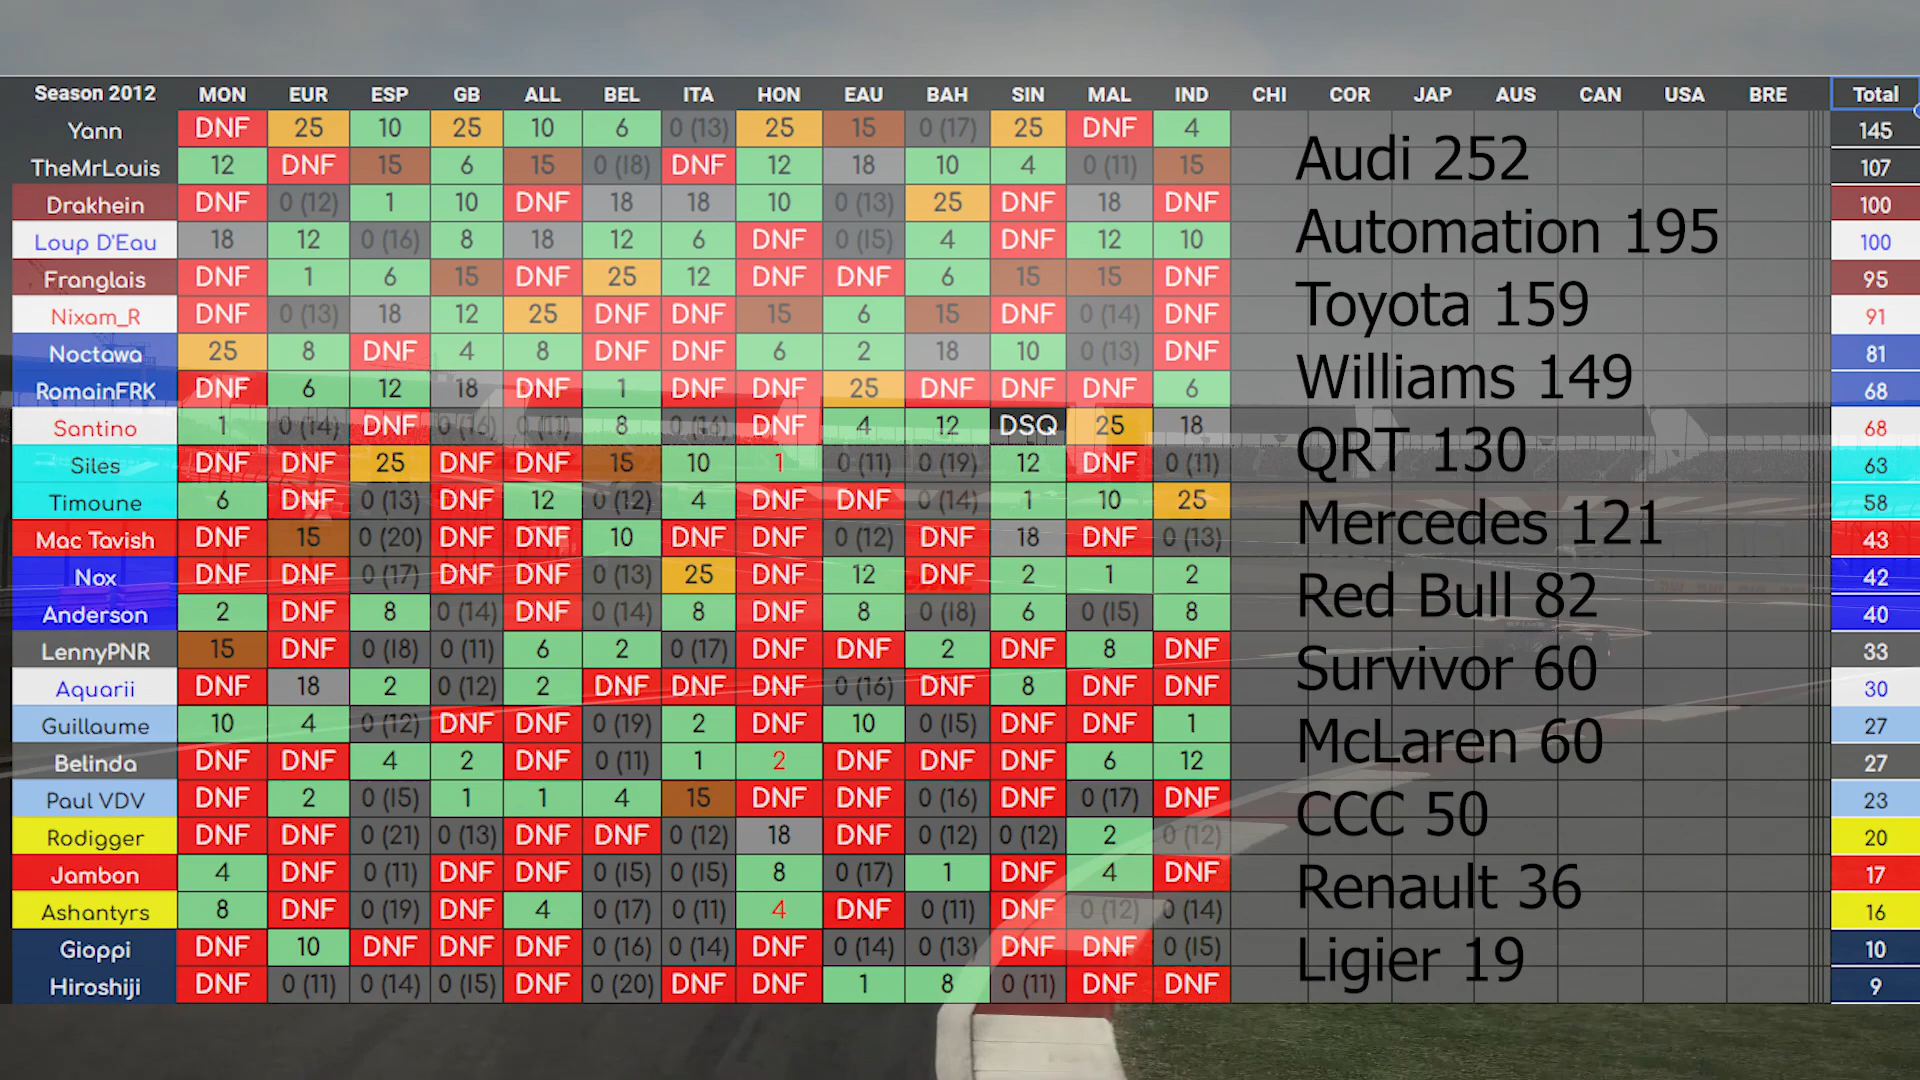 Season 2012 MON EUR ESP GB ALL BEL ITA HON EAU BAH SIN MAL IND CHI COR JAP AUS CAN USA BRE Total
Yann DNF 25 10 25 10 6 0 (13) 25 15 0 (17) 25 DNF 4 145
TheMrLouis 12 DNF 15 6 15 0 (18) DNF 12 18 10 4 0 (11) 15 107
Drakhein DNF 0 (12) 1 10 DNF 18 18 10 0 (13) 25 DNF 18 DNF 100
Loup D'Eau 18 12 0 (16) 8 18 12 6 DNF 0 (15) 4 DNF 12 10 100
Franglais DNF 1 6 15 DNF 25 12 DNF DNF 6 15 15 DNF 95
Nixam_R DNF 0 (13) 18 12 25 DNF DNF 15 6 15 DNF 0 (14) DNF 91
Noctawa 25 8 DNF 4 8 DNF DNF 6 2 18 10 0 (13) DNF 81
RomainFRK DNF 6 12 18 DNF 1 DNF DNF 25 DNF DNF DNF 6 68
Santino 1 0 (14) DNF 0 (16) 0 (11) 8 0 (16) DNF 4 12 DSQ 25 18 68
Siles DNF DNF 25 DNF DNF 15 10 1 0 (11) 0 (19) 12 DNF 0 (11) 63
Timoune 6 DNF 0 (13) DNF 12 0 (12) 4 DNF DNF 0 (14) 1 10 25 58
Mac Tavish DNF 15 0 (20) DNF DNF 10 DNF DNF 0 (12) DNF 18 DNF 0 (13) 43
Nox DNF DNF 0 (17) DNF DNF 0 (13) 25 DNF 12 DNF 2 1 2 42
Anderson 2 DNF 8 0 (14) DNF 0 (14) 8 DNF 8 0 (18) 6 0 (15) 8 40
LennyPNR 15 DNF 0 (18) 0 (11) 6 2 0 (17) DNF DNF 2 DNF 8 DNF 33
Aquarii DNF 18 2 0 (12) 2 DNF DNF DNF 0 (16) DNF 8 DNF DNF 30
Guillaume 10 4 0 (12) DNF DNF 0 (19) 2 DNF 10 0 (15) DNF DNF 1 27
Belinda DNF DNF 4 2 DNF 0 (11) 1 2 DNF DNF DNF 6 12 27
Paul VDV DNF 2 0 (15) 1 1 4 15 DNF DNF 0 (16) DNF 0 (17) DNF 23
Rodigger DNF DNF 0 (21) 0 (13) DNF DNF 0 (12) 18 DNF 0 (12) 0 (12) 2 0 (12) 20
Jambon 4 DNF 0 (11) DNF DNF 0 (15) 0 (15) 8 0 (17) 1 DNF 4 DNF 17
Ashantyrs 8 DNF 0 (19) DNF 4 0 (17) 0 (11) 4 DNF 0 (11) DNF 0 (12) 0 (14) 16
Gioppi DNF 10 DNF DNF DNF 0 (16) 0 (14) DNF 0 (14) 0 (13) DNF DNF 0 (15) 10
Hiroshiji DNF 0 (11) 0 (14) 0 (15) DNF 0 (20) DNF DNF 1 8 0 (11) DNF DNF 9
Audi 252
Automation 195
Toyota 159
Williams 149
QRT 130
Mercedes 121
Red Bull 82
Survivor 60
McLaren 60
CCC 50
Renault 36
Ligier 19